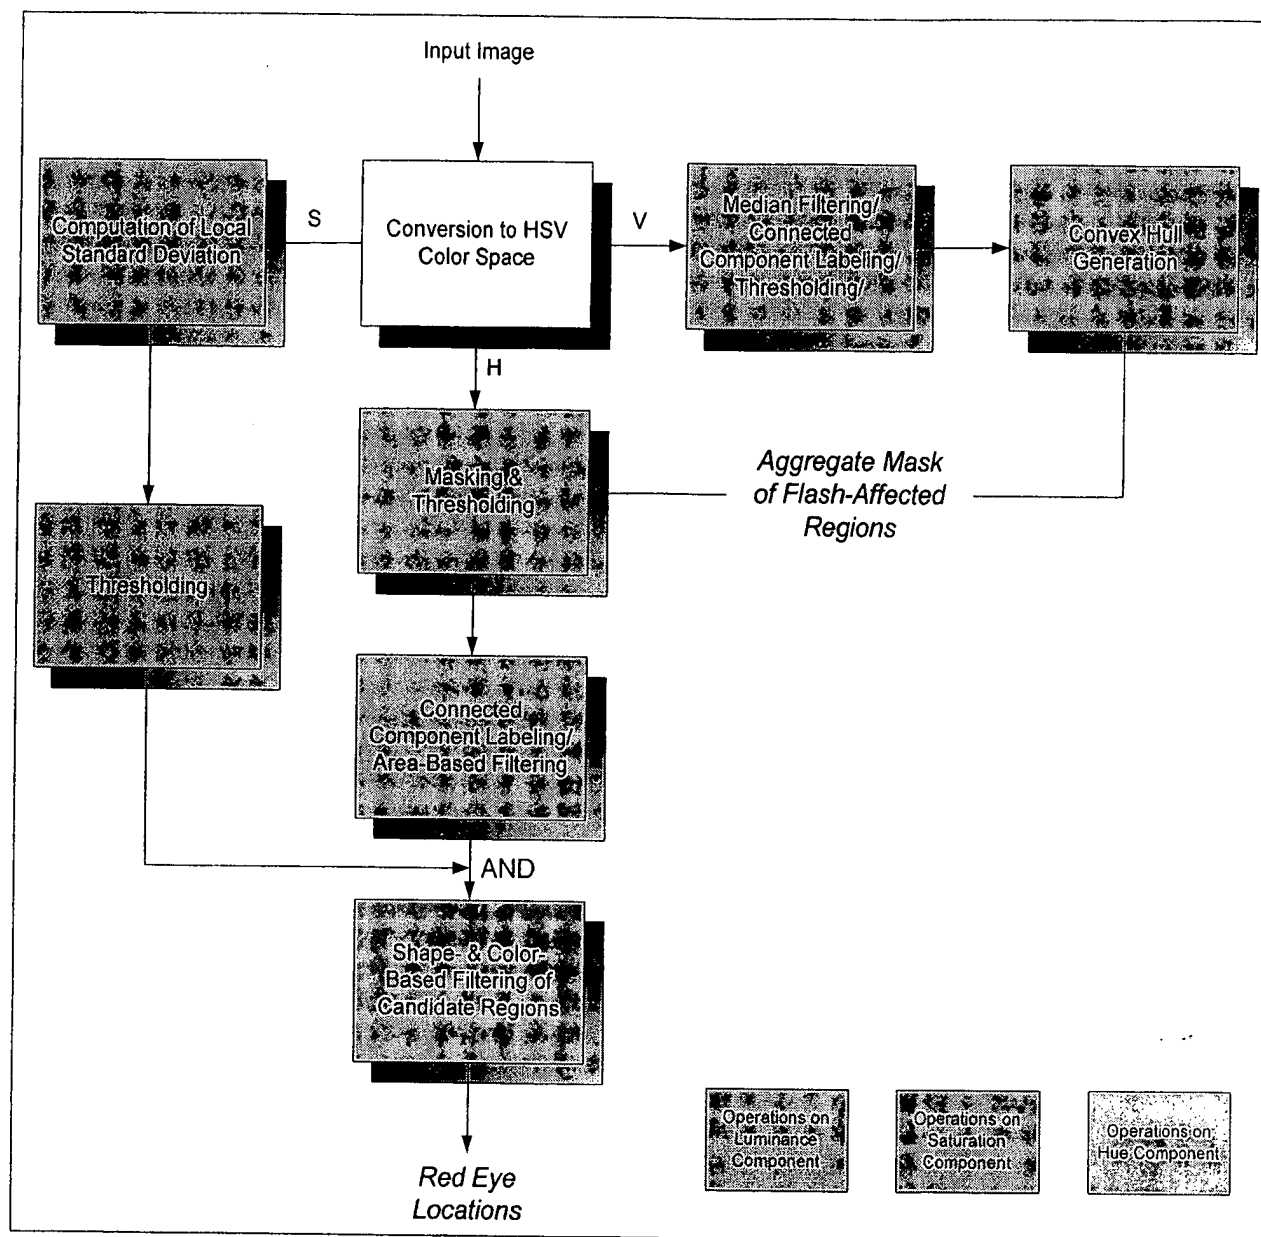 Input Image
Computation of Local
Standard Deviation
S
Conversion to HSV
Color Space
V
Median Filtering/
Connected
Component Labeling/
Thresholding/
Convex Hull
Generation
H
Masking &
Thresholding
Aggregate Mask
of Flash-Affected
Regions
Thresholding
Connected
Component Labeling/
Area-Based Filtering
AND
Shape- & Color-
Based Filtering of
Candidate Regions
Red Eye
Locations
Operations on
Luminance
Component
Operations on
Saturation
Component
Operations on
Hue Component